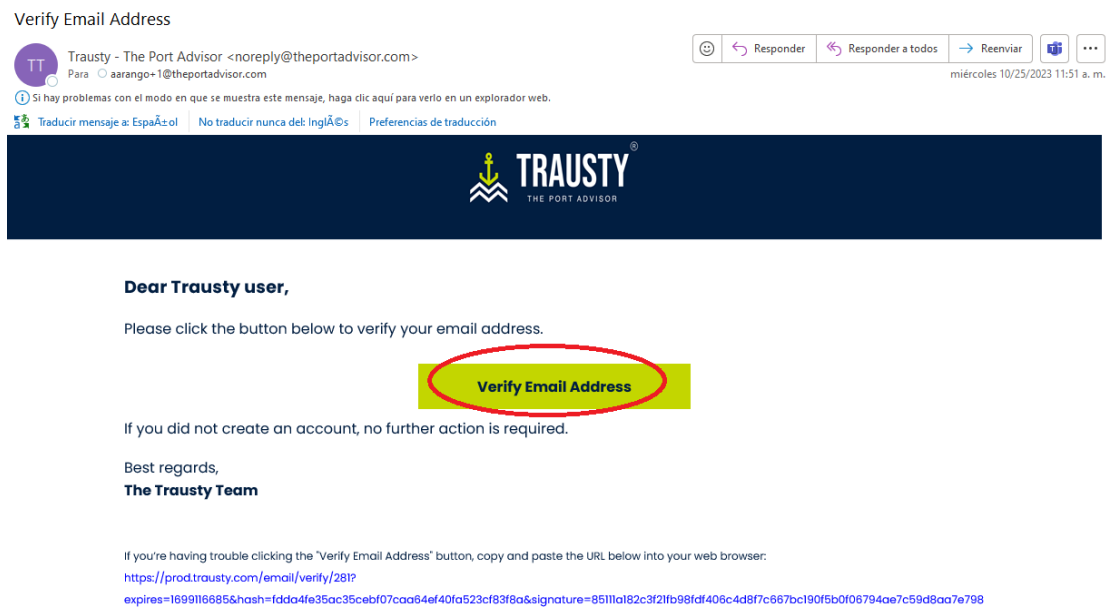 Verify Email Address
TT
Trausty - The Port Advisor <noreply@theportadvisor.com>
Para aarango+1@theportadvisor.com
Responder
Responder a todos
Reenviar
miércoles 10/25/2023 11:51 a. m.
Si hay problemas con el modo en que se muestra este mensaje, haga clic aquí para verlo en un explorador web.
Traducir mensaje a: EspaÃ±ol
No traducir nunca del: InglÃ©s
Preferencias de traducción
TRAUSTY®
THE PORT ADVISOR
Dear Trausty user,
Please click the button below to verify your email address.
Verify Email Address
If you did not create an account, no further action is required.
Best regards,
The Trausty Team
If you're having trouble clicking the "Verify Email Address" button, copy and paste the URL below into your web browser:
https://prod.trausty.com/email/verify/281?
expires=1699116685&hash=fdda4fe35ac35cebf07caa64ef40fa523cf83f8a&signature=85111a182c3f21fb98fdf406c4d8f7c667bc190f5b0f06794ae7c59d8aa7e798